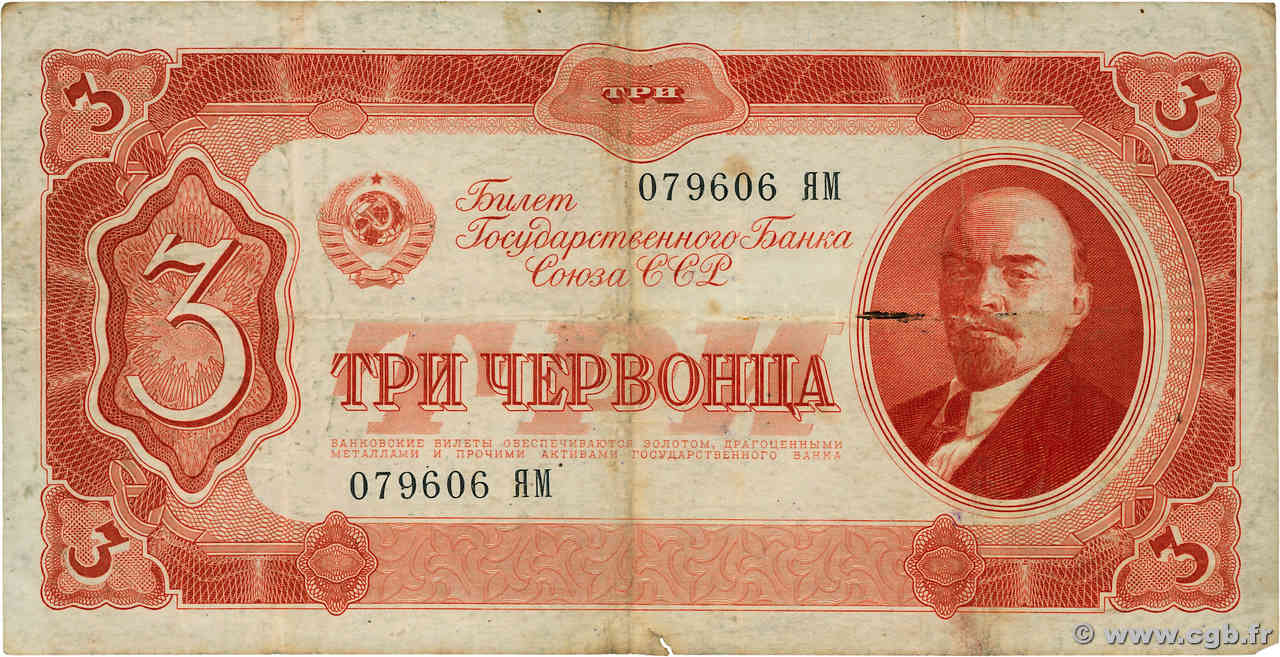 3
ТРИ
3
079606 ЯМ
Билет
Государственного Банка
Союза ССР
3
ТРИ
ТРИ ЧЕРВОНЦА
БАНКОВСКИЕ БИЛЕТЫ ОБЕСПЕЧИВАЮТСЯ ЗОЛОТОМ, ДРАГОЦЕННЫМИ
МЕТАЛЛАМИ И ПРОЧИМИ АКТИВАМИ ГОСУДАРСТВЕННОГО БАНКА
079606 ЯМ
3
3
© www.cgb.fr